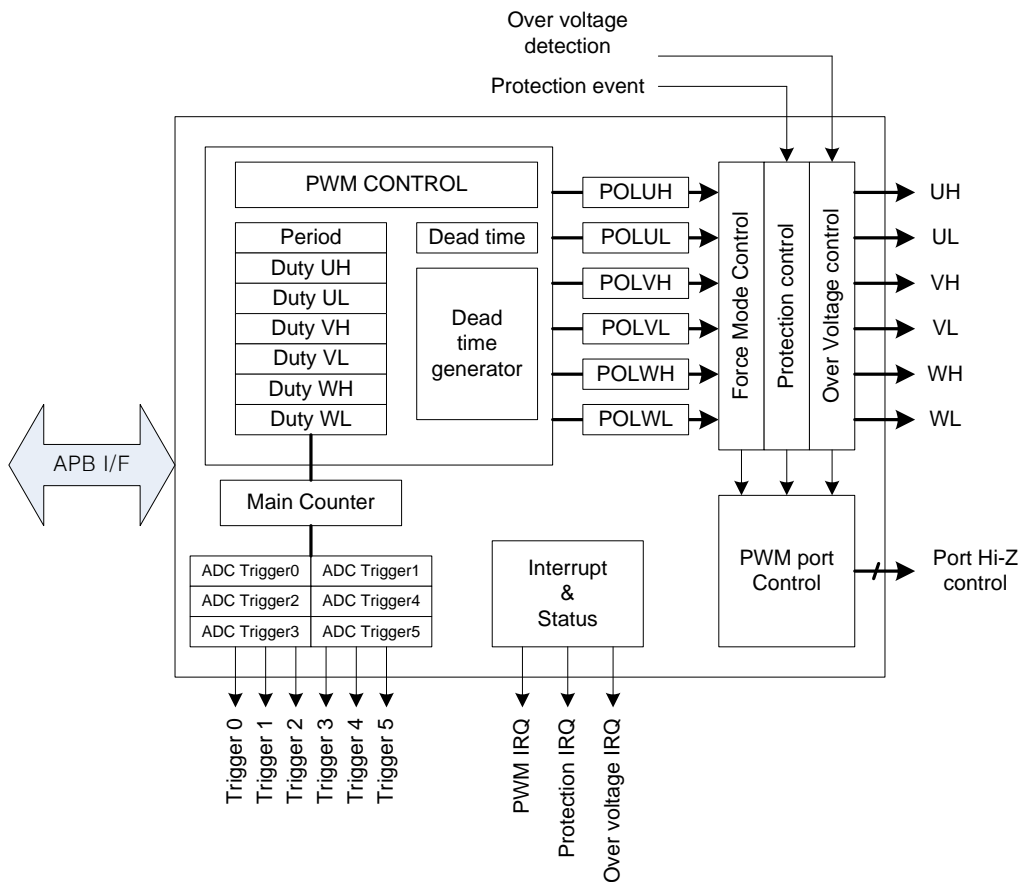 Over voltage
detection
Protection event
PWM CONTROL
Period
Duty UH
Duty UL
Duty VH
Duty VL
Duty WH
Duty WL
Dead time
Dead
time
generator
POLUH
POLUL
POLVH
POLVL
POLWH
POLWL
Force Mode Control
Protection control
Over Voltage control
UH
UL
VH
VL
WH
WL
APB I/F
Main Counter
ADC Trigger0
ADC Trigger1
ADC Trigger2
ADC Trigger4
ADC Trigger3
ADC Trigger5
Interrupt
&
Status
PWM port
Control
Port Hi-Z
control
Trigger 0
Trigger 1
Trigger 2
Trigger 3
Trigger 4
Trigger 5
PWM IRQ
Protection IRQ
Over voltage IRQ